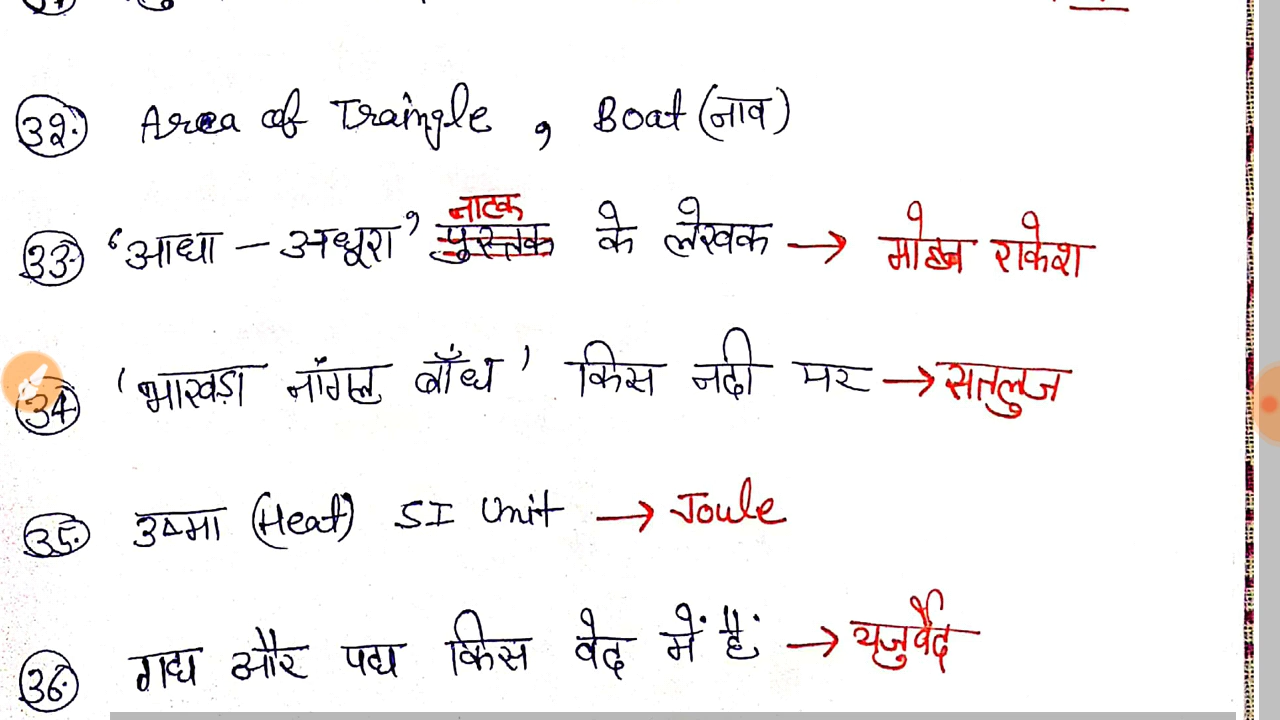 32. Area of Traingle , Boat (नाव)
नाटक
33. 'आधा - अधूरा' पुस्तक के लेखक → मोहन राकेश
34. 'भाखड़ा नाँगल बाँध' किस नदी पर → सतलुज
35. उष्मा (Heat) SI Unit → Joule
36. गद्य और पद्य किस वेद में हैं → यजुर्वेद